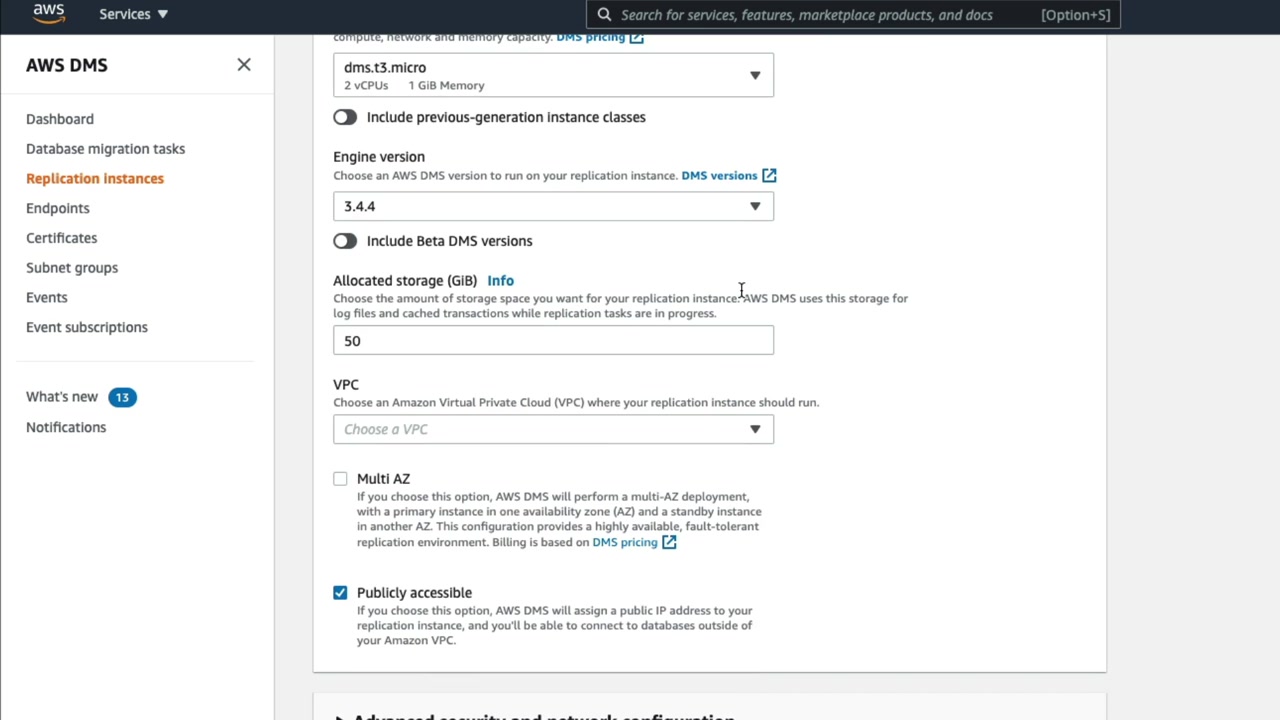 aws
Services
Search for services, features, marketplace products, and docs
[Option+S]
AWS DMS
Dashboard
Database migration tasks
Replication instances
Endpoints
Certificates
Subnet groups
Events
Event subscriptions
What's new 13
Notifications
compute, network and memory capacity. DMS pricing
dms.t3.micro
2 vCPUs 1 GiB Memory
Include previous-generation instance classes
Engine version
Choose an AWS DMS version to run on your replication instance. DMS versions
3.4.4
Include Beta DMS versions
Allocated storage (GiB) Info
Choose the amount of storage space you want for your replication instance. AWS DMS uses this storage for
log files and cached transactions while replication tasks are in progress.
50
VPC
Choose an Amazon Virtual Private Cloud (VPC) where your replication instance should run.
Choose a VPC
Multi AZ
If you choose this option, AWS DMS will perform a multi-AZ deployment,
with a primary instance in one availability zone (AZ) and a standby instance
in another AZ. This configuration provides a highly available, fault-tolerant
replication environment. Billing is based on DMS pricing
Publicly accessible
If you choose this option, AWS DMS will assign a public IP address to your
replication instance, and you'll be able to connect to databases outside of
your Amazon VPC.
Advanced security and network configuration